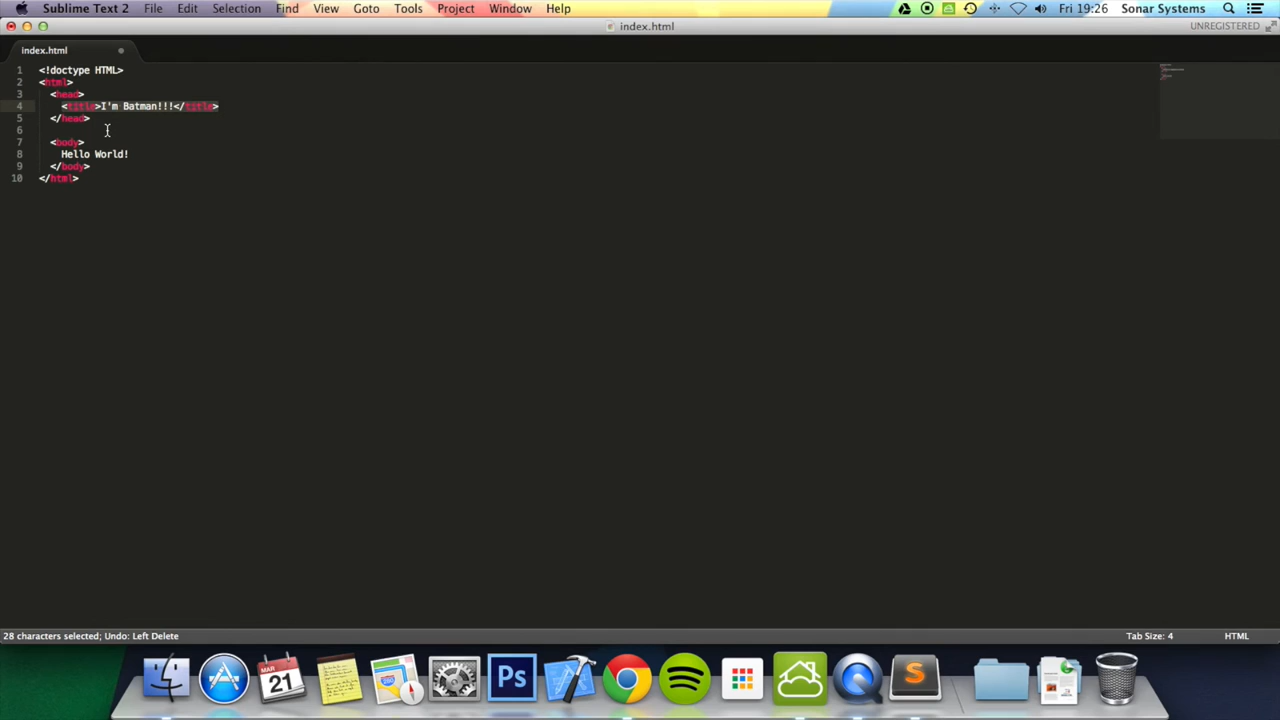 Sublime Text 2 File Edit Selection Find View Goto Tools Project Window Help Fri 19:26 Sonar Systems
index.html UNREGISTERED
index.html
1 <!doctype HTML>
2 <html>
3 <head>
4 <title>I'm Batman!!!</title>
5 </head>
6
7 <body>
8 Hello World!
9 </body>
10 </html>
28 characters selected; Undo: Left Delete Tab Size: 4 HTML
MAR
21
Ps